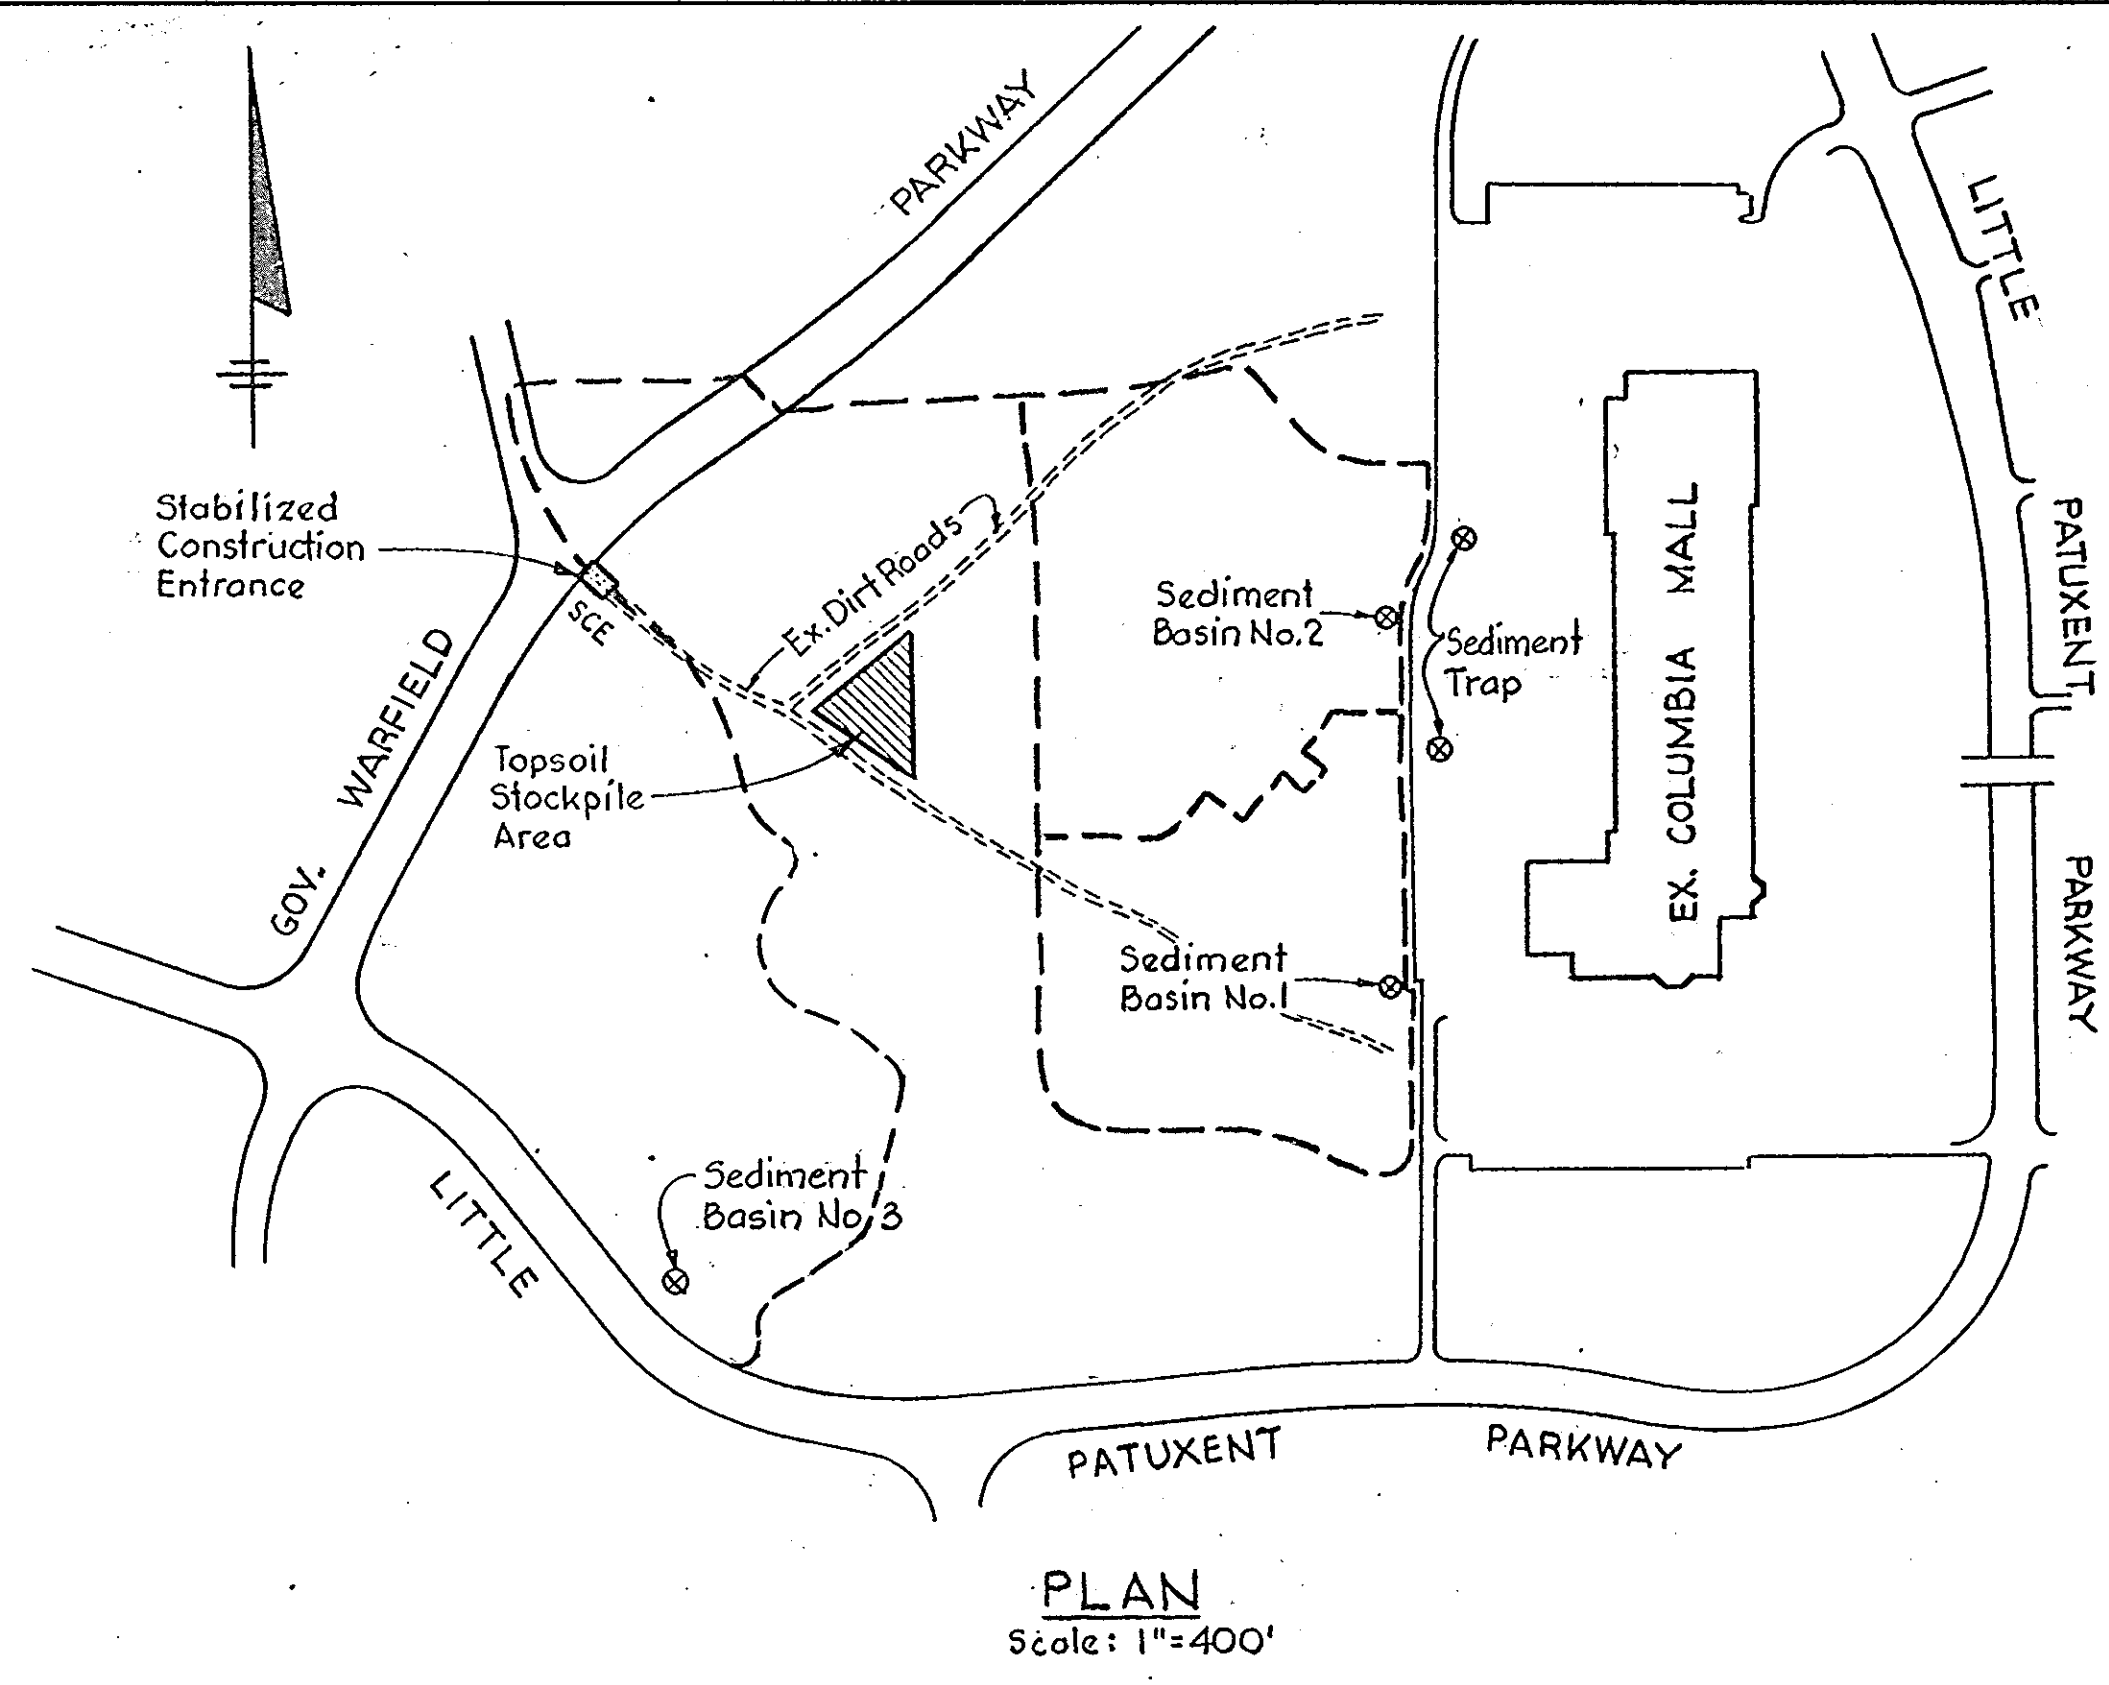 PARKWAY
LITTLE
Stabilized
Construction
Entrance
SCE
Ex. Dirt Roads
Sediment
Basin No.2
Sediment
Trap
PATUXENT
PARKWAY
EX. COLUMBIA MALL
GOV. WARFIELD
Topsoil
Stockpile
Area
Sediment
Basin No.1
Sediment
Basin No.3
LITTLE
PATUXENT PARKWAY
PLAN
Scale: 1"=400'